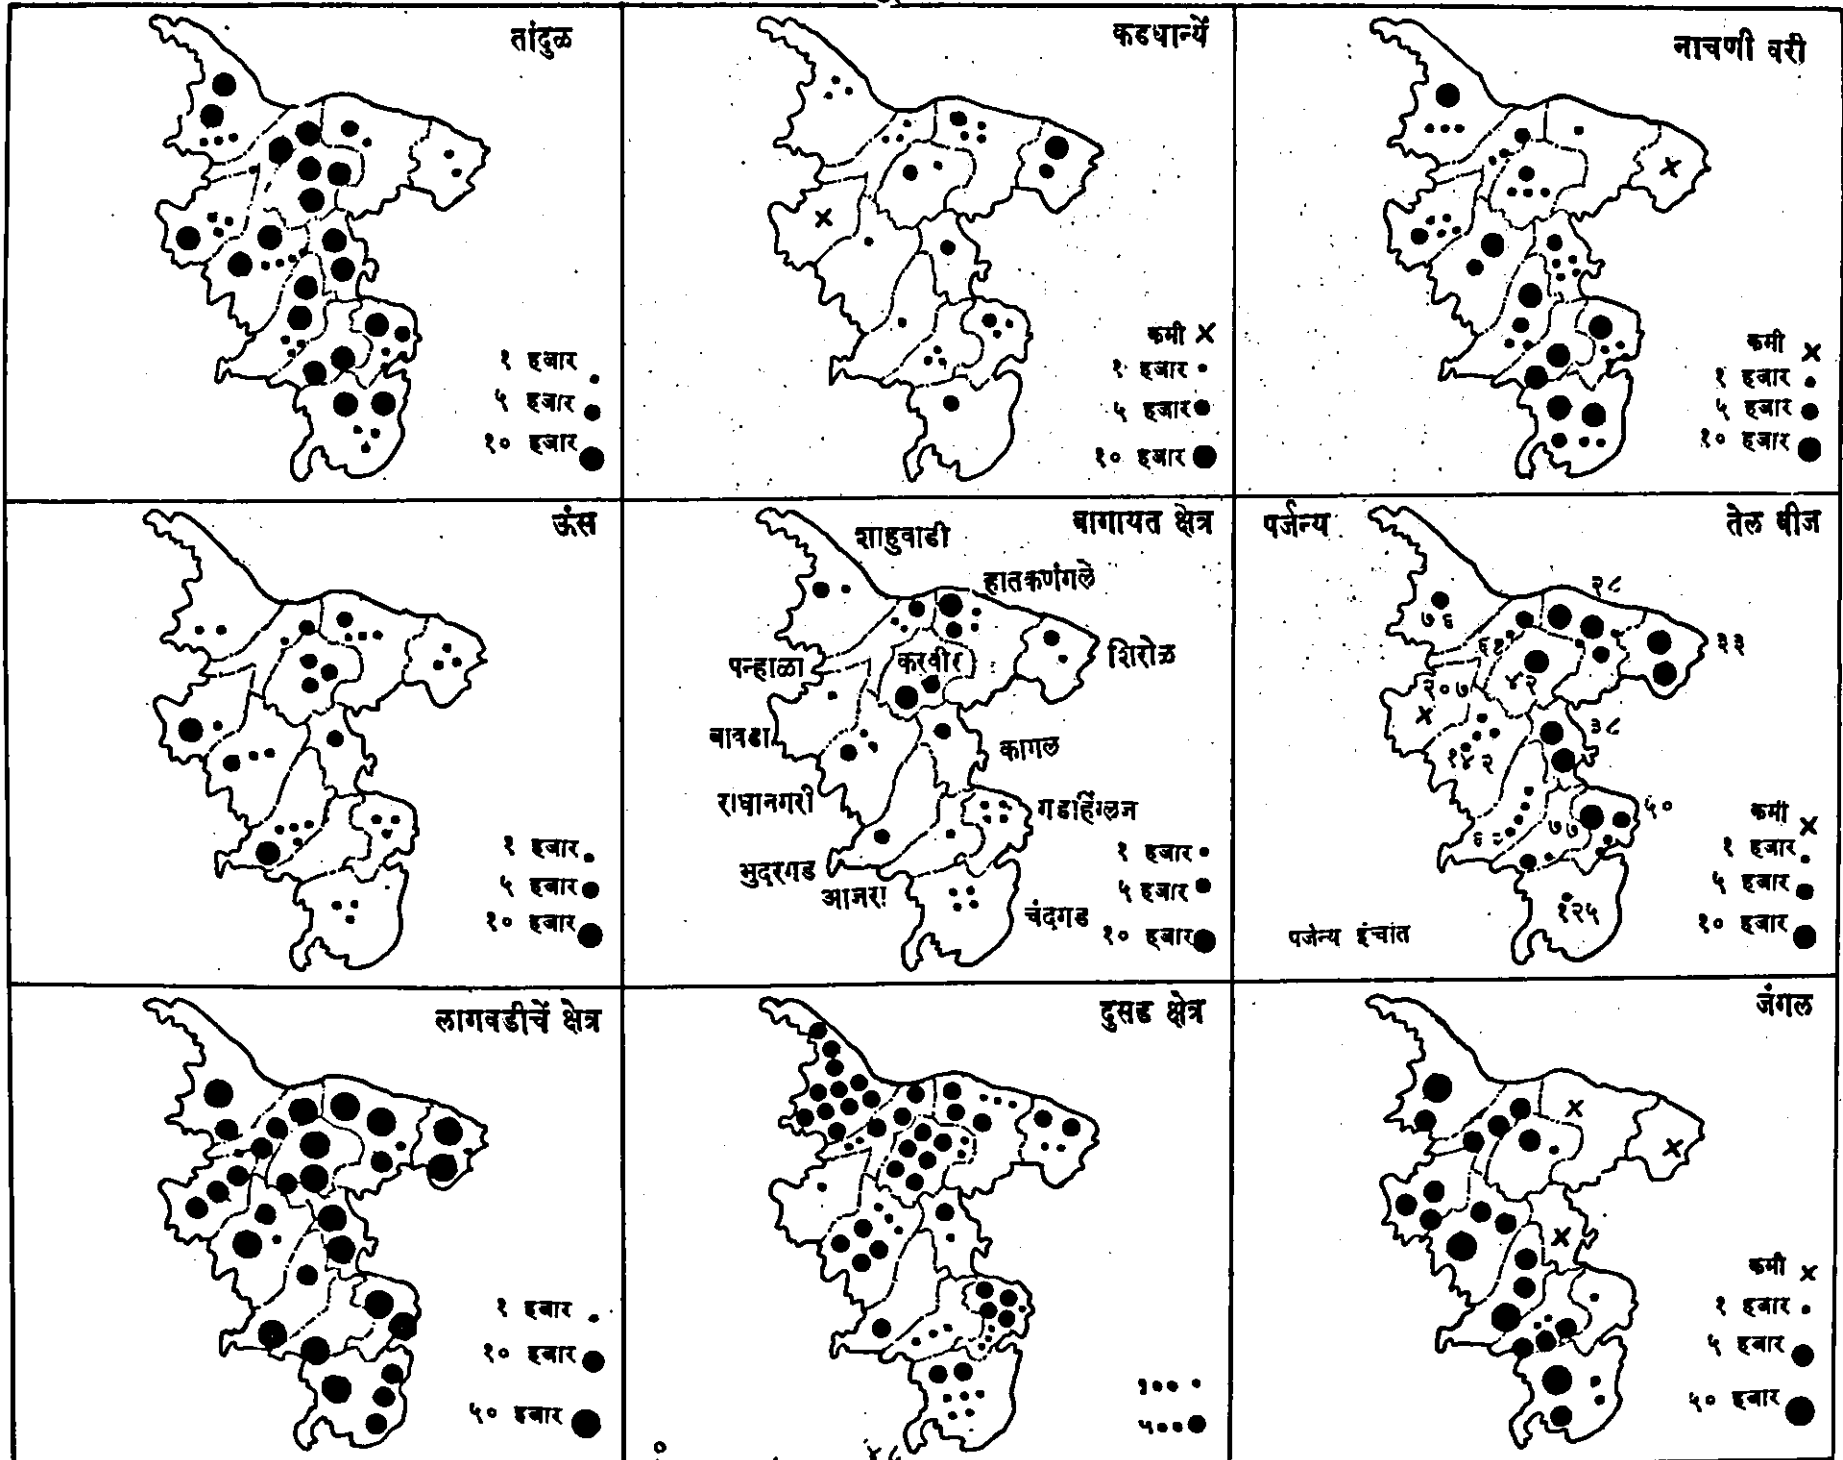 तांदुळ
१ हजार
५ हजार
१० हजार
कडधान्यें
कमी
१ हजार
५ हजार
१० हजार
नाचणी वरी
कमी
१ हजार
५ हजार
१० हजार
ऊंस
१ हजार
५ हजार
१० हजार
बागायत क्षेत्र
शाहुवाडी
हातकणंगले
पन्हाळा
करवीर
शिरोळ
बावडा
कागल
राधानगरी
गडहिंग्लज
भुदरगड
आजरा
चंदगड
१ हजार
५ हजार
१० हजार
पर्जन्य
तेल बीज
२८
७६
३३
२०७
४२
३८
१४२
५०
७७
१२५
कमी
१ हजार
५ हजार
१० हजार
पर्जन्य इंचांत
लागवडीचें क्षेत्र
१ हजार
१० हजार
५० हजार
दुसड क्षेत्र
१००
५००
जंगल
कमी
१ हजार
५ हजार
५० हजार